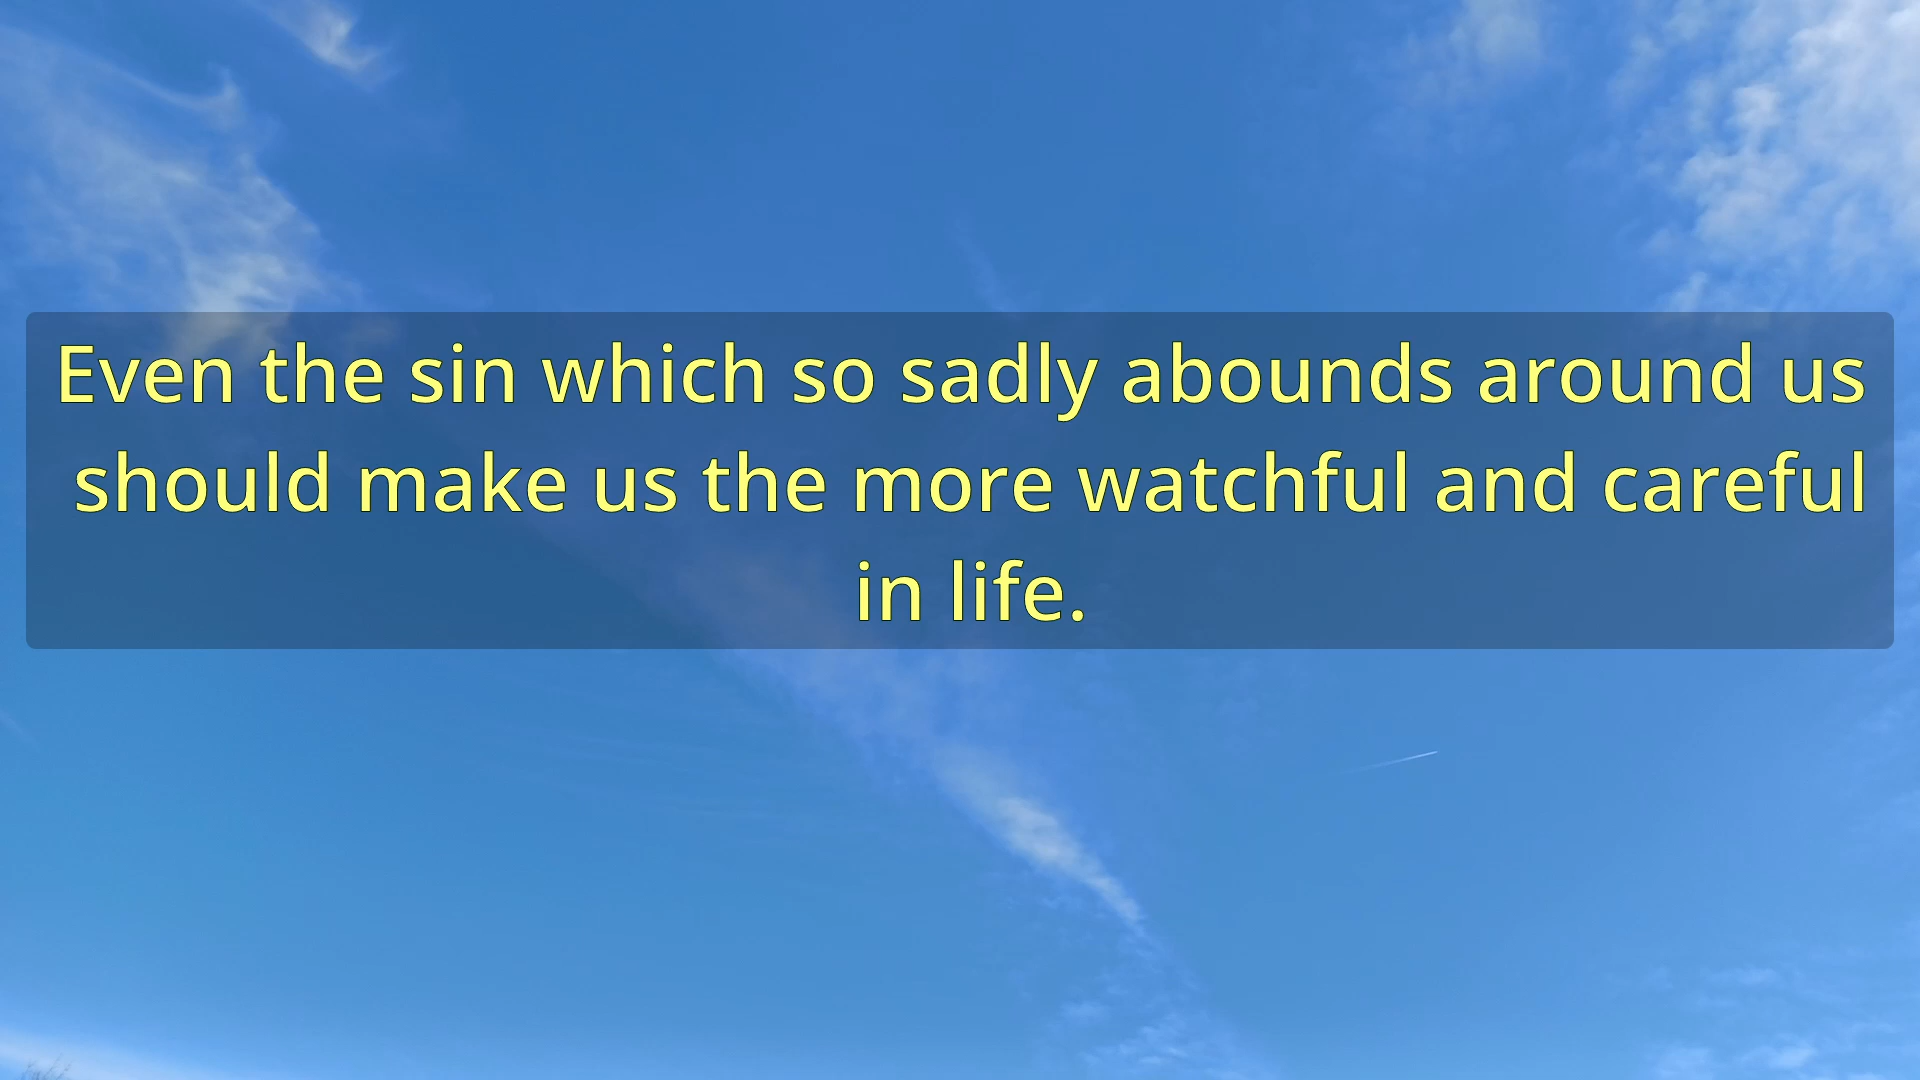 Even the sin which so sadly abounds around us
should make us the more watchful and careful
in life.